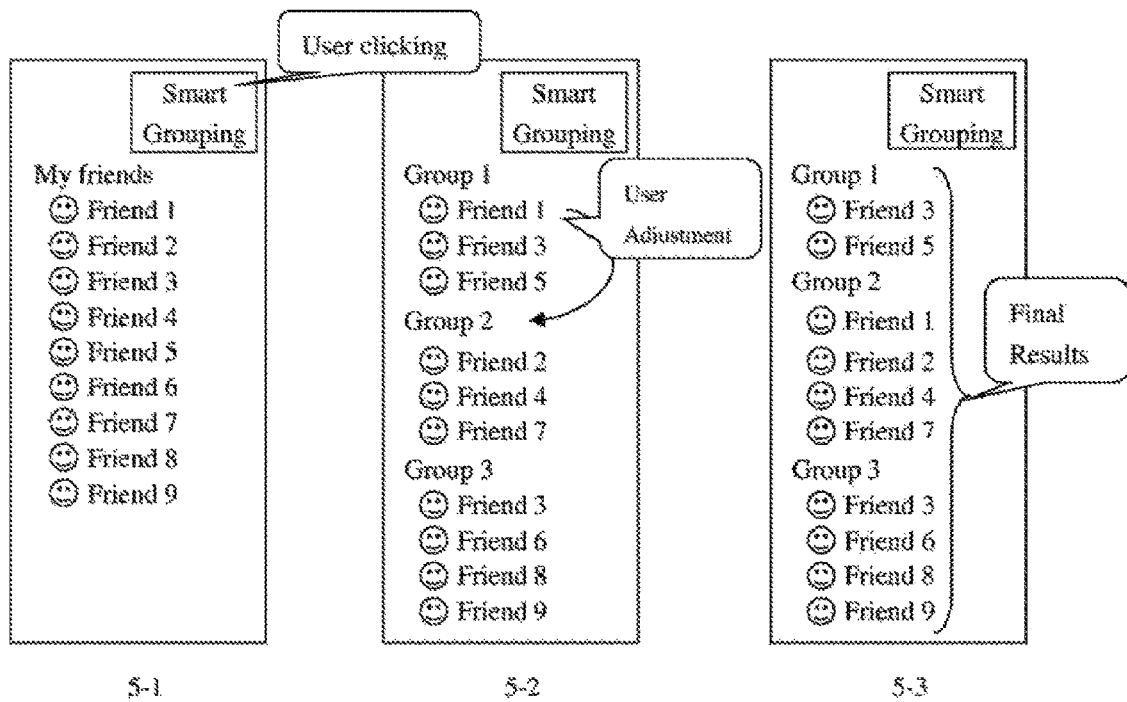 User clicking
Smart
Grouping
My friends
Friend 1
Friend 2
Friend 3
Friend 4
Friend 5
Friend 6
Friend 7
Friend 8
Friend 9
5-1
Smart
Grouping
Group 1
Friend 1
Friend 3
Friend 5
User
Adjustment
Group 2
Friend 2
Friend 4
Friend 7
Group 3
Friend 3
Friend 6
Friend 8
Friend 9
5-2
Smart
Grouping
Group 1
Friend 3
Friend 5
Group 2
Friend 1
Friend 2
Friend 4
Friend 7
Group 3
Friend 3
Friend 6
Friend 8
Friend 9
Final
Results
5-3